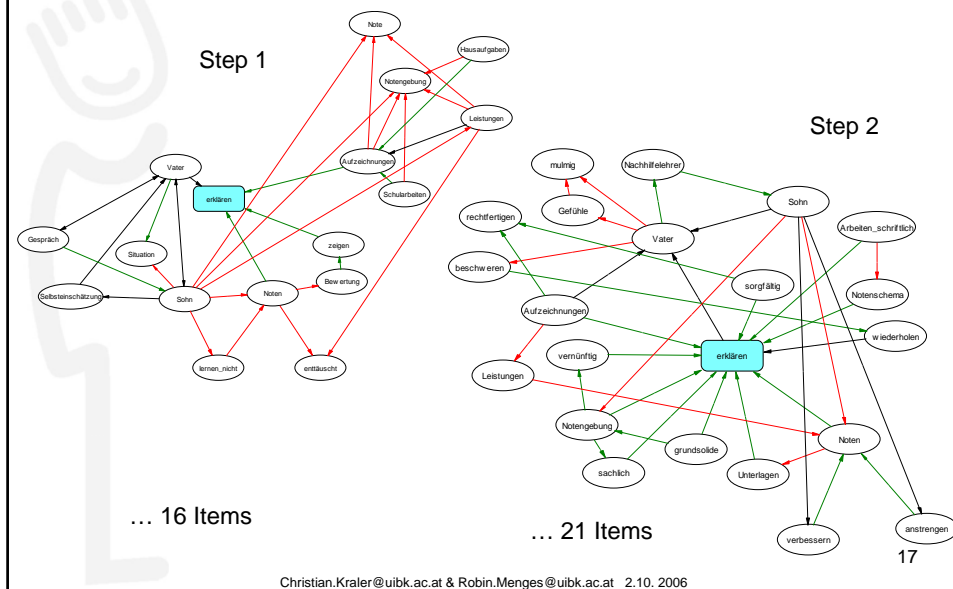 Step 1
Note
Hausaufgaben
Notengebung
Leistungen
Aufzeichnungen
Schularbeiten
Vater
erklären
Gespräch
Situation
zeigen
Bewertung
Selbsteinschätzung
Sohn
Noten
lernen_nicht
enttäuscht
... 16 Items
Step 2
mulmig
Nachhilfelehrer
Sohn
Gefühle
rechtfertigen
Arbeiten_schriftlich
Vater
beschweren
sorgfältig
Notenschema
Aufzeichnungen
wiederholen
vernünftig
erklären
Leistungen
Notengebung
Noten
grundsolide
sachlich
Unterlagen
anstrengen
verbessern
... 21 Items
17
Christian.Kraler@uibk.ac.at & Robin.Menges@uibk.ac.at 2.10. 2006